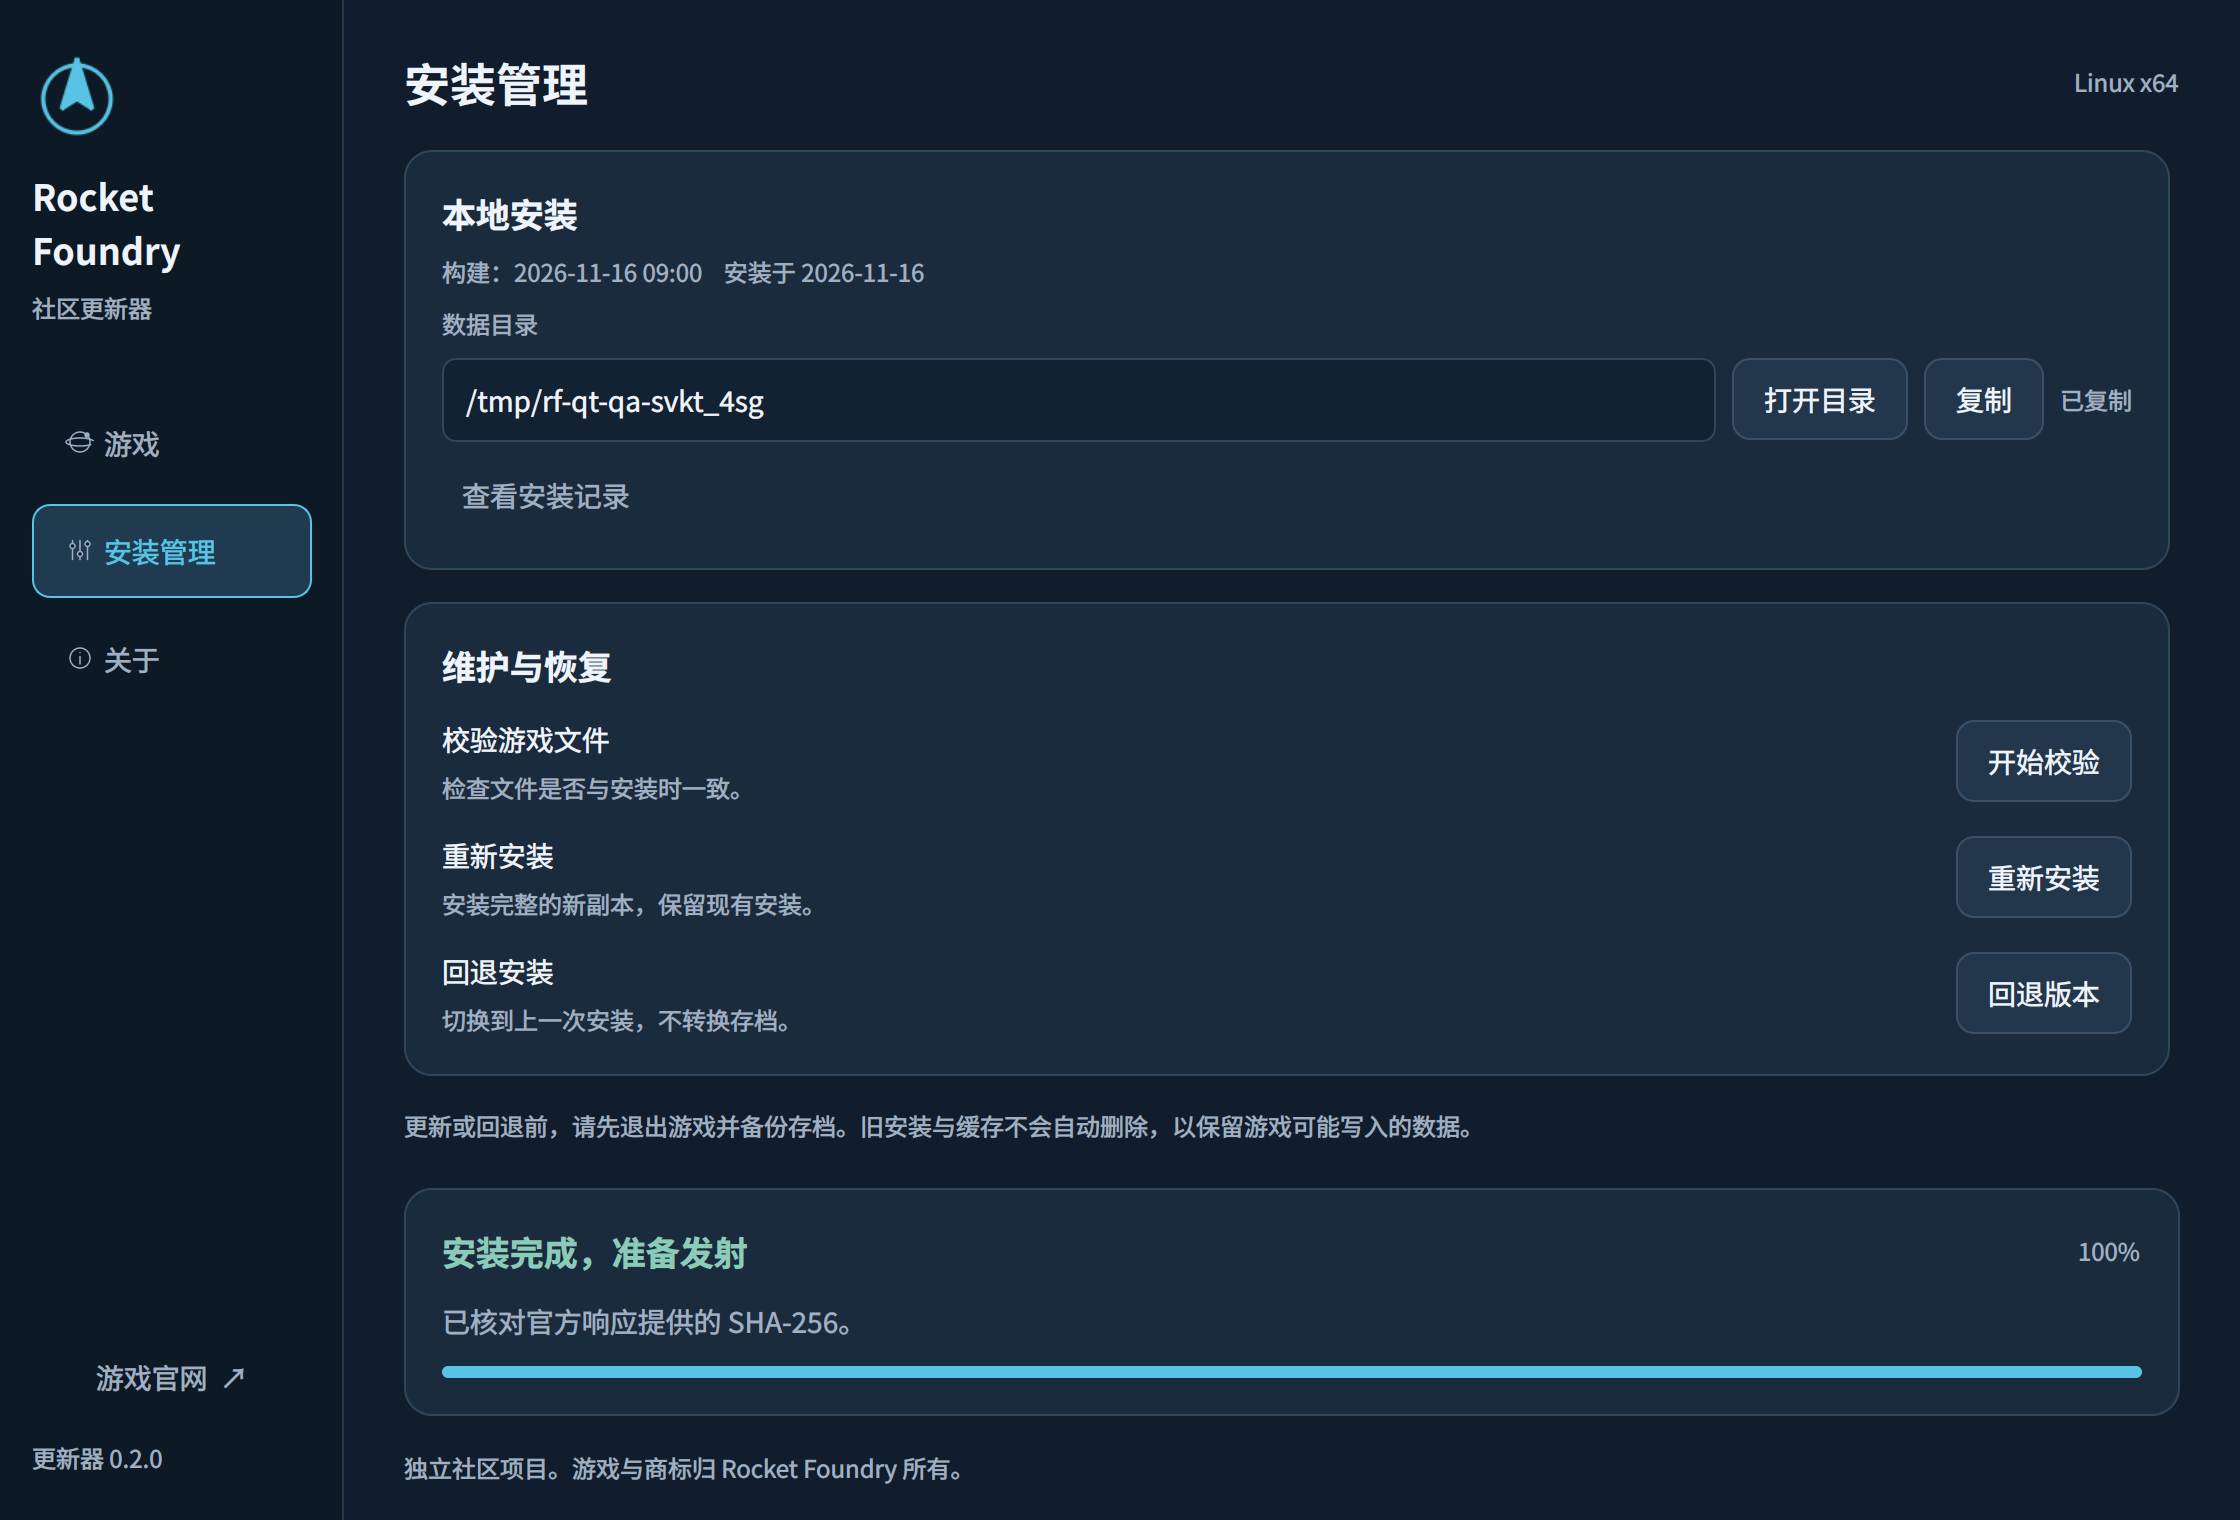 Rocket
Foundry
社区更新器
游戏
安装管理
关于
游戏官网 ↗
更新器 0.2.0
安装管理
Linux x64
本地安装
构建：2026-11-16 09:00 安装于 2026-11-16
数据目录
/tmp/rf-qt-qa-svkt_4sg
打开目录
复制
已复制
查看安装记录
维护与恢复
校验游戏文件
检查文件是否与安装时一致。
开始校验
重新安装
安装完整的新副本，保留现有安装。
重新安装
回退安装
切换到上一次安装，不转换存档。
回退版本
更新或回退前，请先退出游戏并备份存档。旧安装与缓存不会自动删除，以保留游戏可能写入的数据。
安装完成，准备发射
100%
已核对官方响应提供的 SHA-256。
独立社区项目。游戏与商标归 Rocket Foundry 所有。